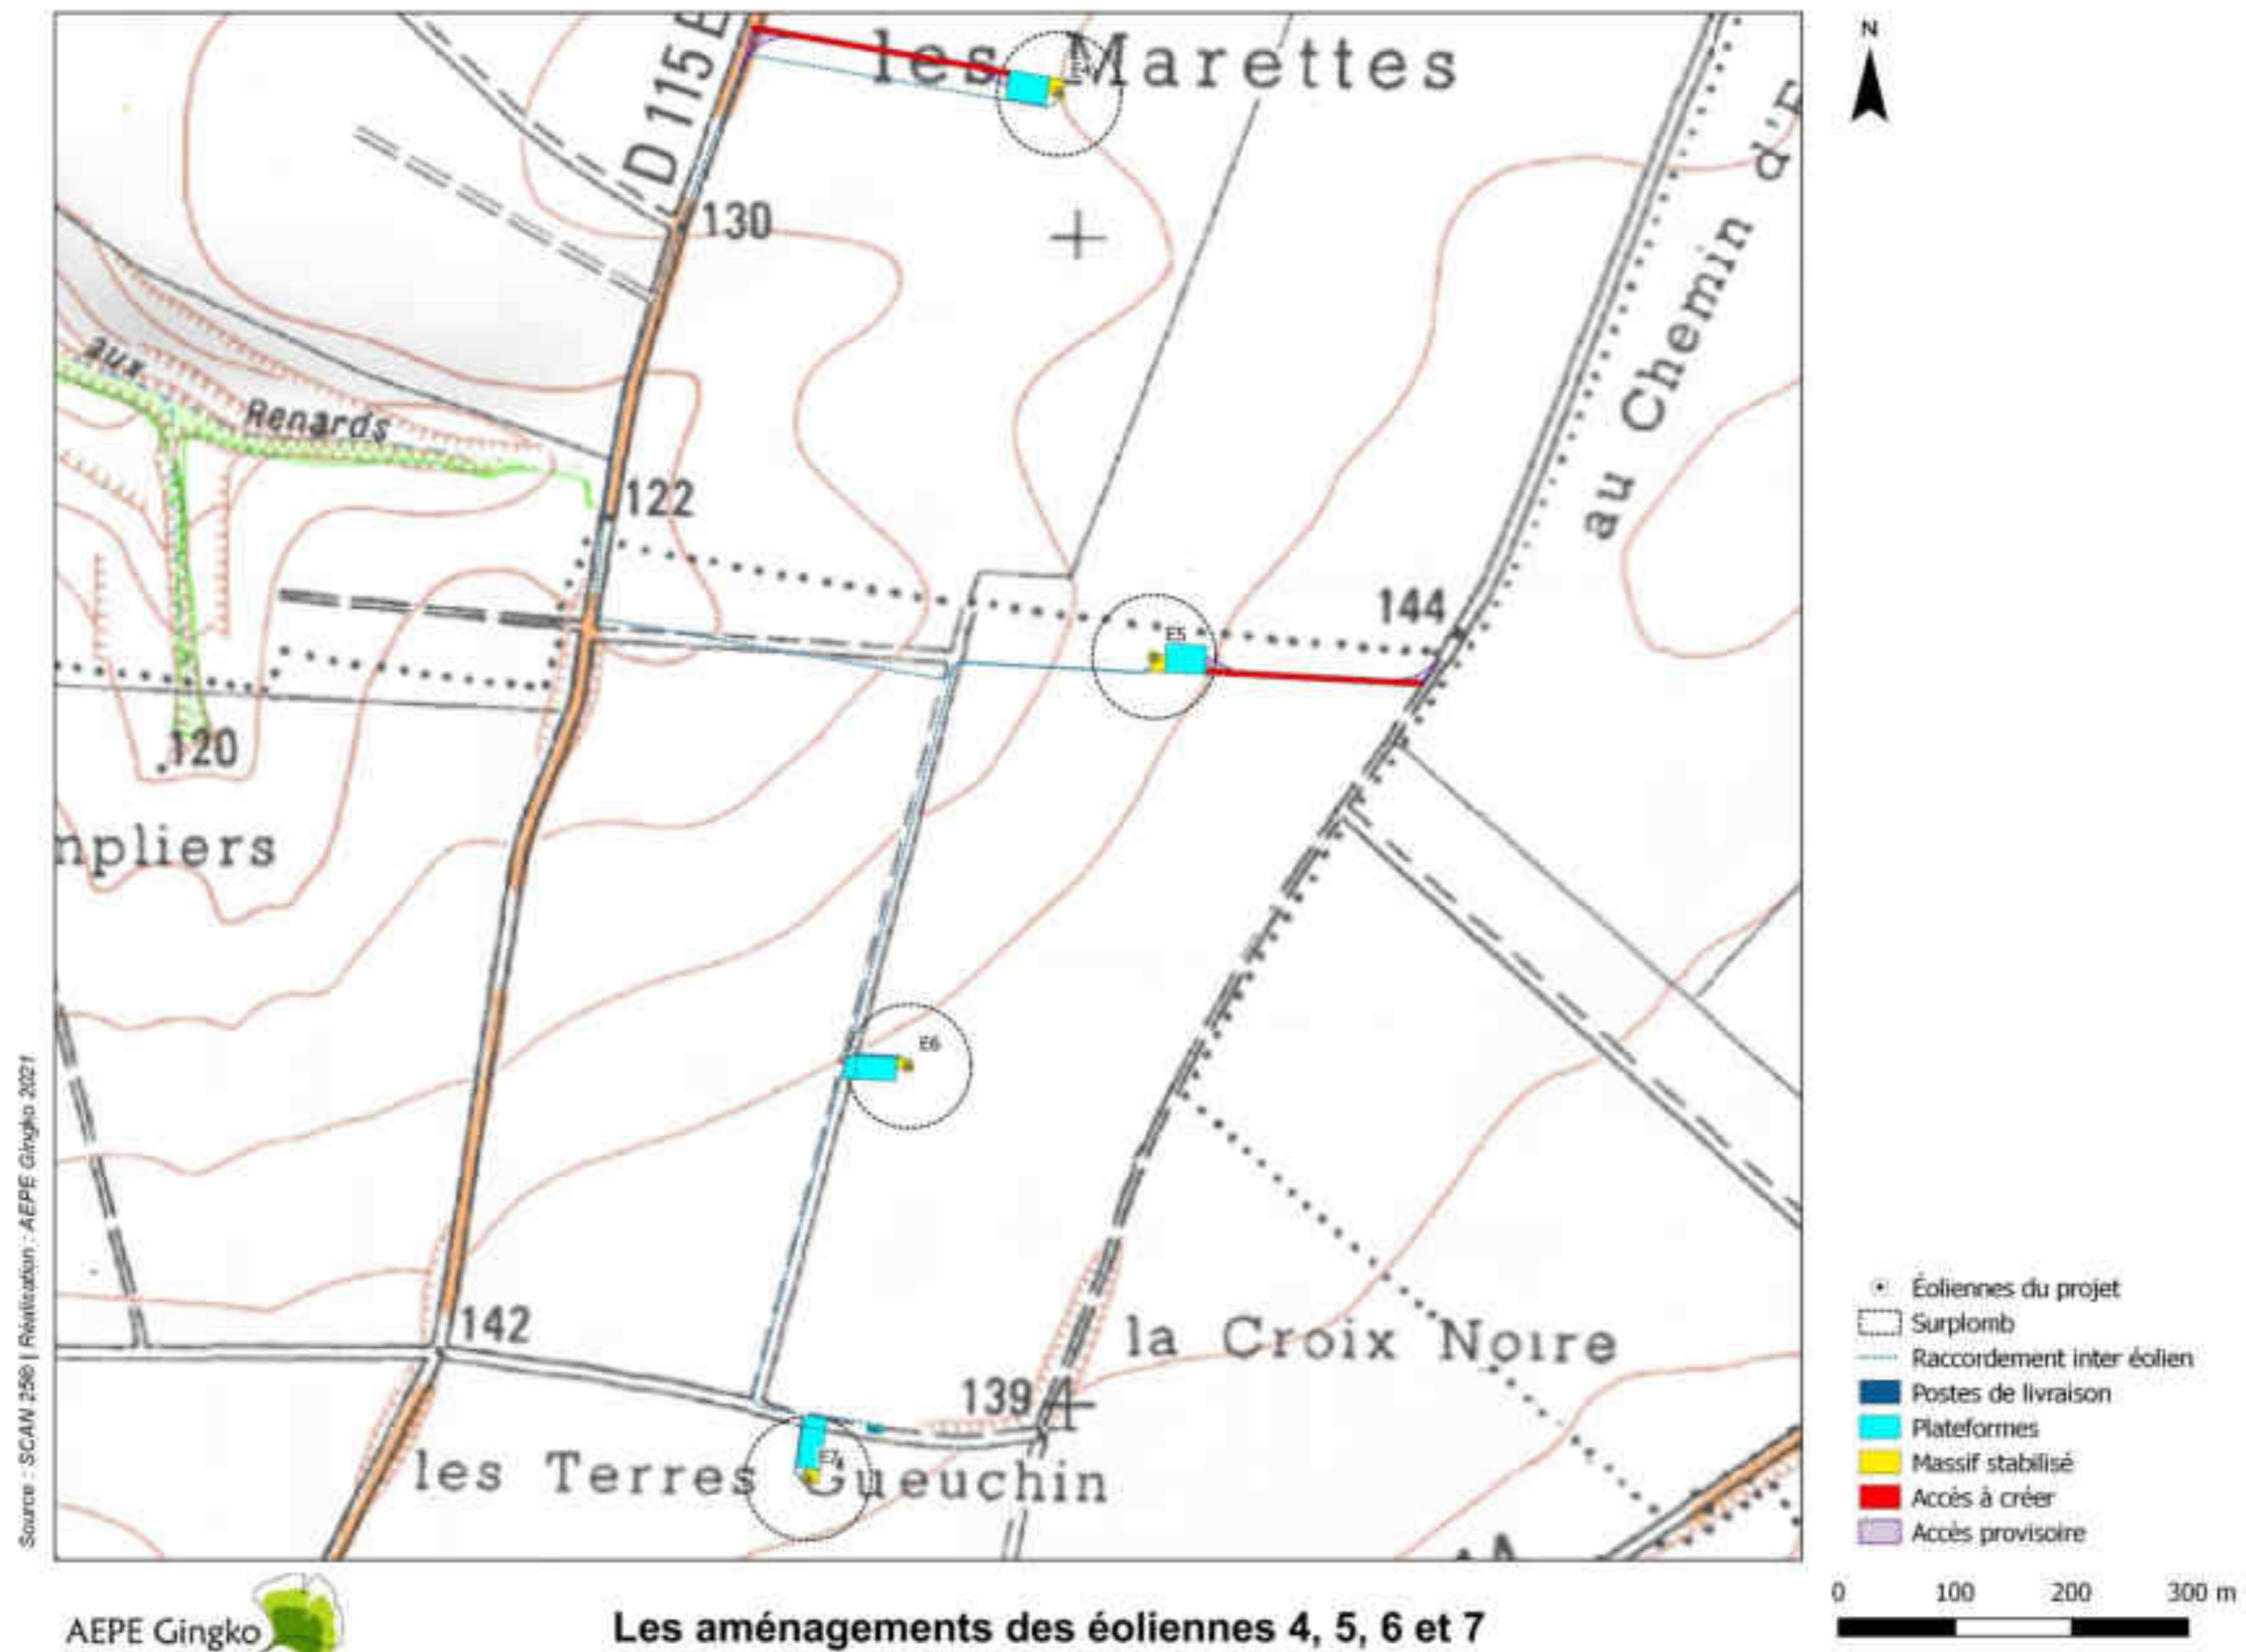 D 115 E
les Marettes
N
130
au Chemin d'E
aux
Renards
122
144
E5
120
mpliers
E6
142
139
la Croix Noire
E7
les Terres Gueuchin
Source : SCAN 25® | Réalisation : AEPE Gingko 2021
Éoliennes du projet
Surplomb
Raccordement inter éolien
Postes de livraison
Plateformes
Massif stabilisé
Accès à créer
Accès provisoire
0 100 200 300 m
AEPE Gingko
Les aménagements des éoliennes 4, 5, 6 et 7